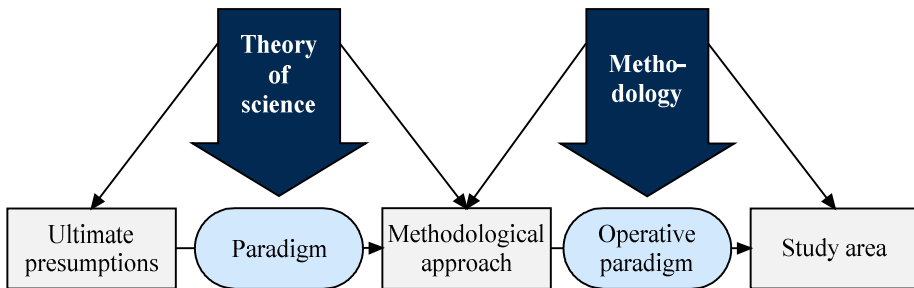 Theory
of
science
Metho-
dology
Ultimate
presumptions
Paradigm
Methodological
approach
Operative
paradigm
Study area